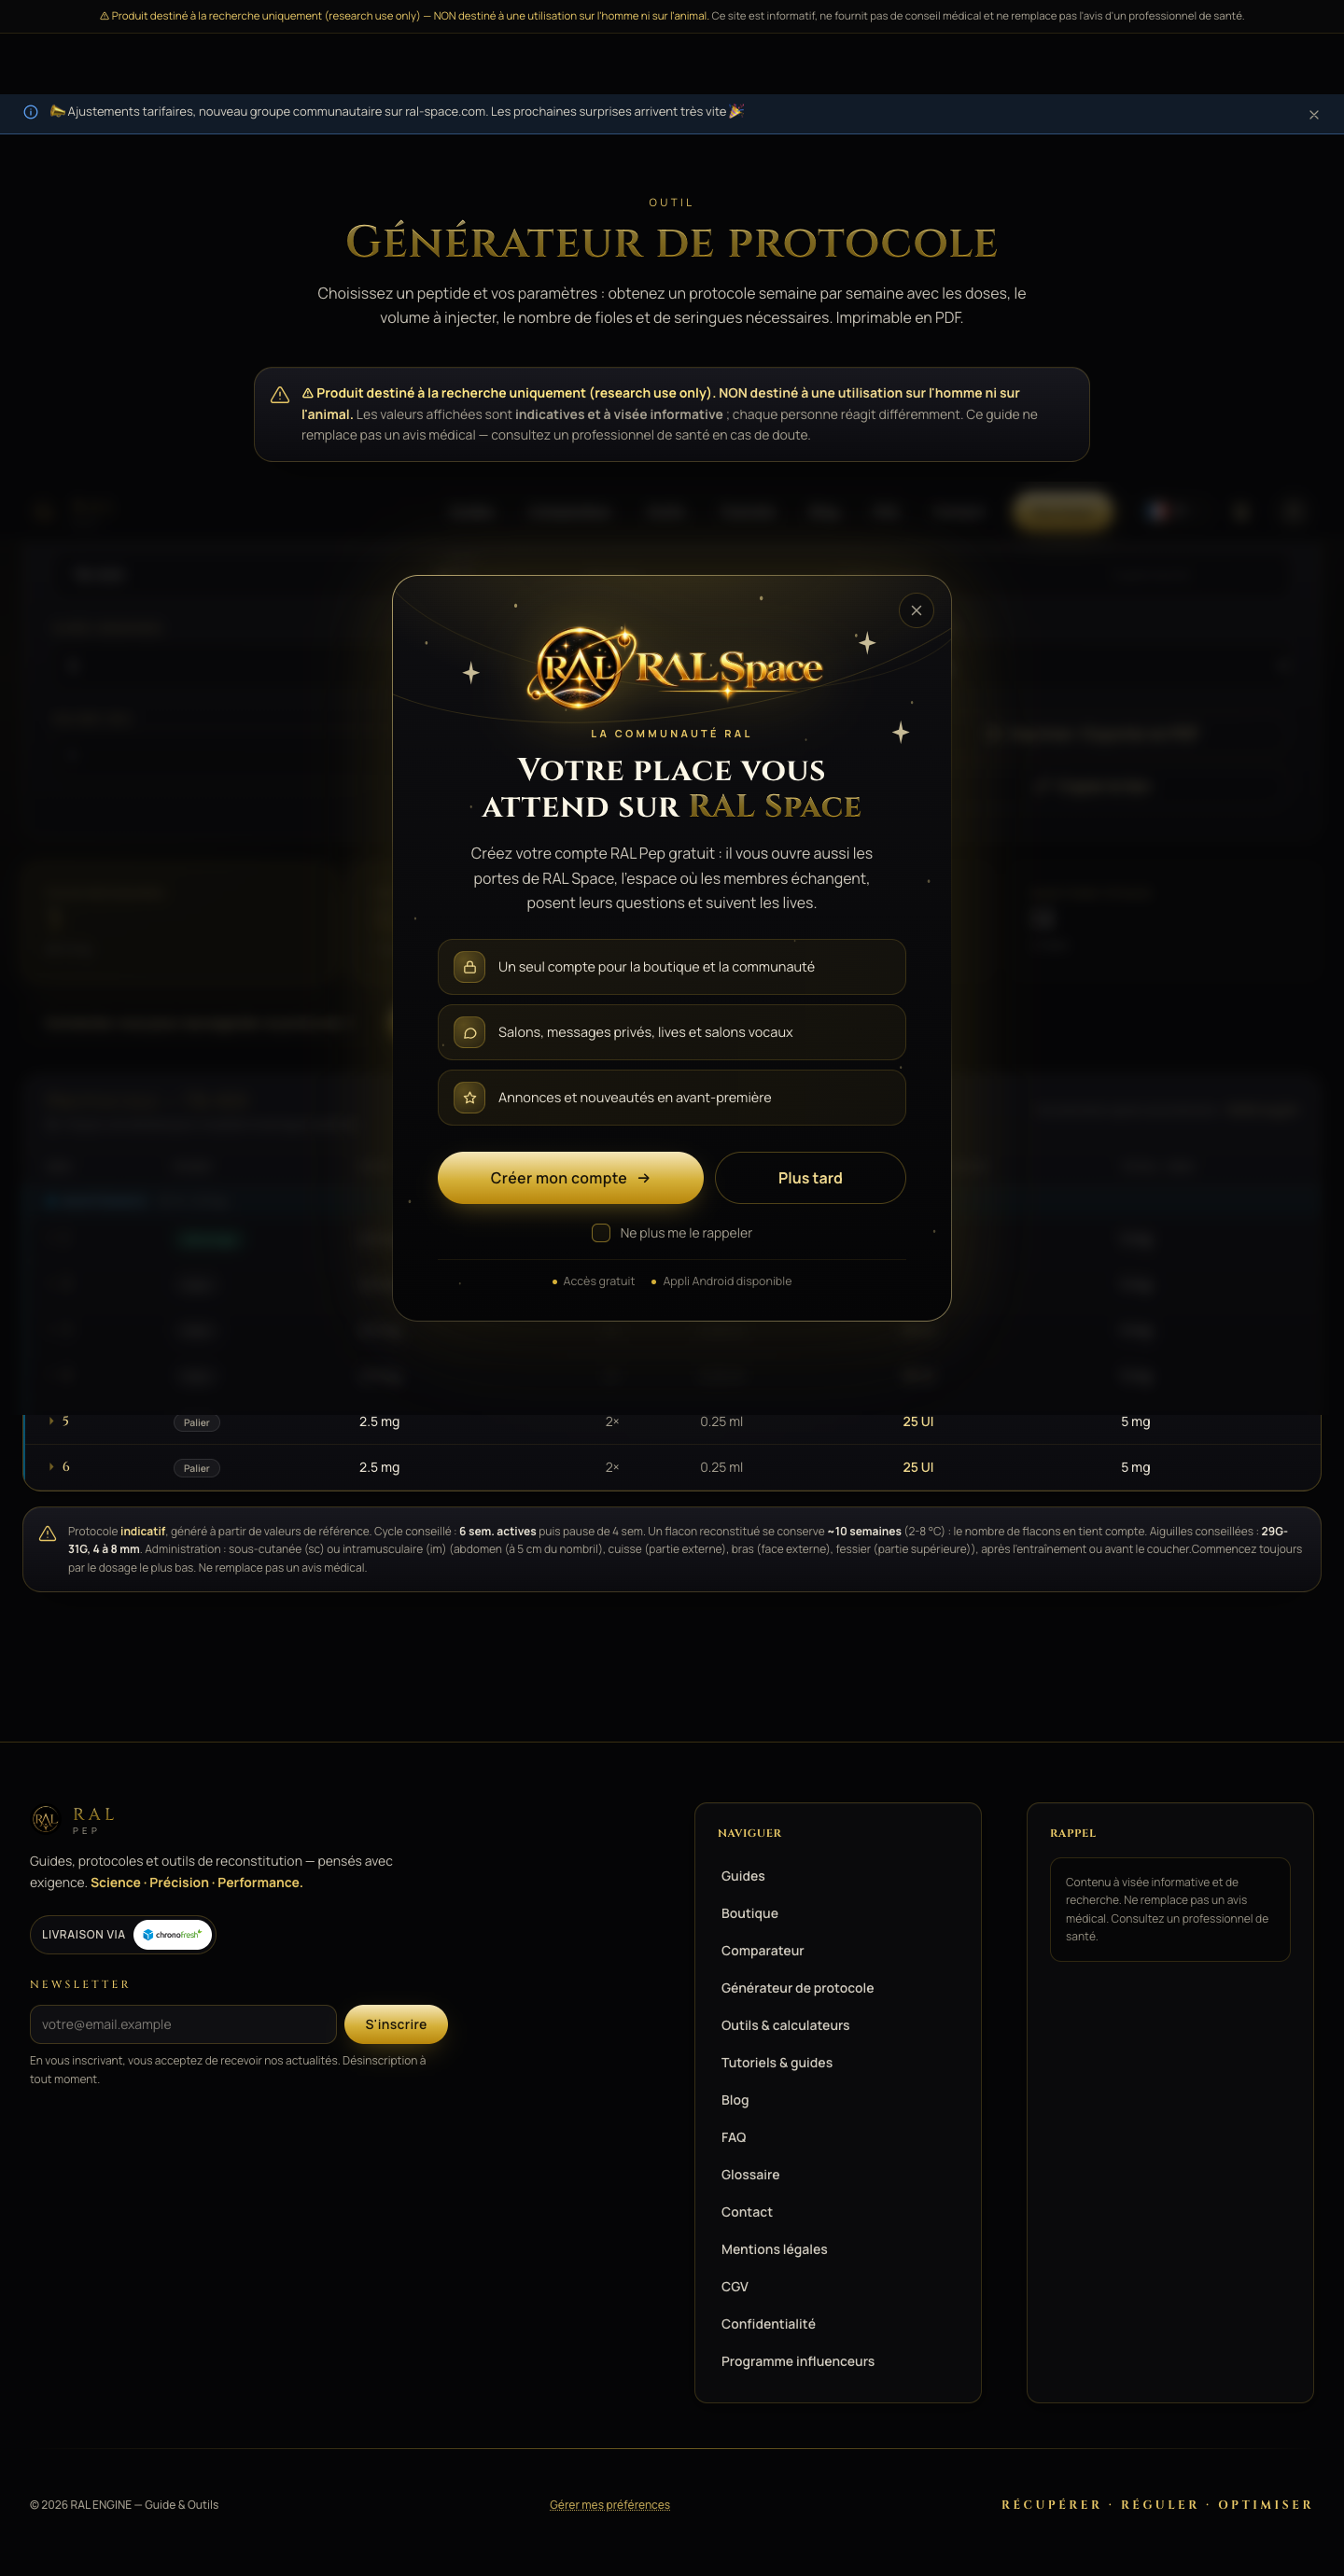 ⚠ Produit destiné à la recherche uniquement (research use only) — NON destiné à une utilisation sur l'homme ni sur l'animal. Ce site est informatif, ne fournit pas de conseil médical et ne remplace pas l'avis d'un professionnel de santé.
📣 Ajustements tarifaires, nouveau groupe communautaire sur ral-space.com. Les prochaines surprises arrivent très vite 🎉
OUTIL
Générateur de protocole
Choisissez un peptide et vos paramètres : obtenez un protocole semaine par semaine avec les doses, le
volume à injecter, le nombre de fioles et de seringues nécessaires. Imprimable en PDF.
⚠ Produit destiné à la recherche uniquement (research use only). NON destiné à une utilisation sur l'homme ni sur
l'animal. Les valeurs affichées sont indicatives et à visée informative ; chaque personne réagit différemment. Ce guide ne
remplace pas un avis médical — consultez un professionnel de santé en cas de doute.
RAL RAL Space
LA COMMUNAUTÉ RAL
Votre place vous
attend sur RAL Space
Créez votre compte RAL Pep gratuit : il vous ouvre aussi les
portes de RAL Space, l'espace où les membres échangent,
posent leurs questions et suivent les lives.
Un seul compte pour la boutique et la communauté
Salons, messages privés, lives et salons vocaux
Annonces et nouveautés en avant-première
Créer mon compte → Plus tard
Ne plus me le rappeler
Accès gratuit Appli Android disponible
5 Palier 2.5 mg 2× 0.25 ml 25 UI 5 mg
6 Palier 2.5 mg 2× 0.25 ml 25 UI 5 mg
Protocole indicatif, généré à partir de valeurs de référence. Cycle conseillé : 6 sem. actives puis pause de 4 sem. Un flacon reconstitué se conserve ~10 semaines (2-8 °C) : le nombre de flacons en tient compte. Aiguilles conseillées : 29G-
31G, 4 à 8 mm. Administration : sous-cutanée (sc) ou intramusculaire (im) (abdomen (à 5 cm du nombril), cuisse (partie externe), bras (face externe), fessier (partie supérieure)), après l'entraînement ou avant le coucher.Commencez toujours
par le dosage le plus bas. Ne remplace pas un avis médical.
RAL
PEP
Guides, protocoles et outils de reconstitution — pensés avec
exigence. Science · Précision · Performance.
LIVRAISON VIA chronofresh
NEWSLETTER
votre@email.example S'inscrire
En vous inscrivant, vous acceptez de recevoir nos actualités. Désinscription à
tout moment.
NAVIGUER
Guides
Boutique
Comparateur
Générateur de protocole
Outils & calculateurs
Tutoriels & guides
Blog
FAQ
Glossaire
Contact
Mentions légales
CGV
Confidentialité
Programme influenceurs
RAPPEL
Contenu à visée informative et de
recherche. Ne remplace pas un avis
médical. Consultez un professionnel de
santé.
© 2026 RAL ENGINE — Guide & Outils
Gérer mes préférences
RÉCUPÉRER · RÉGULER · OPTIMISER